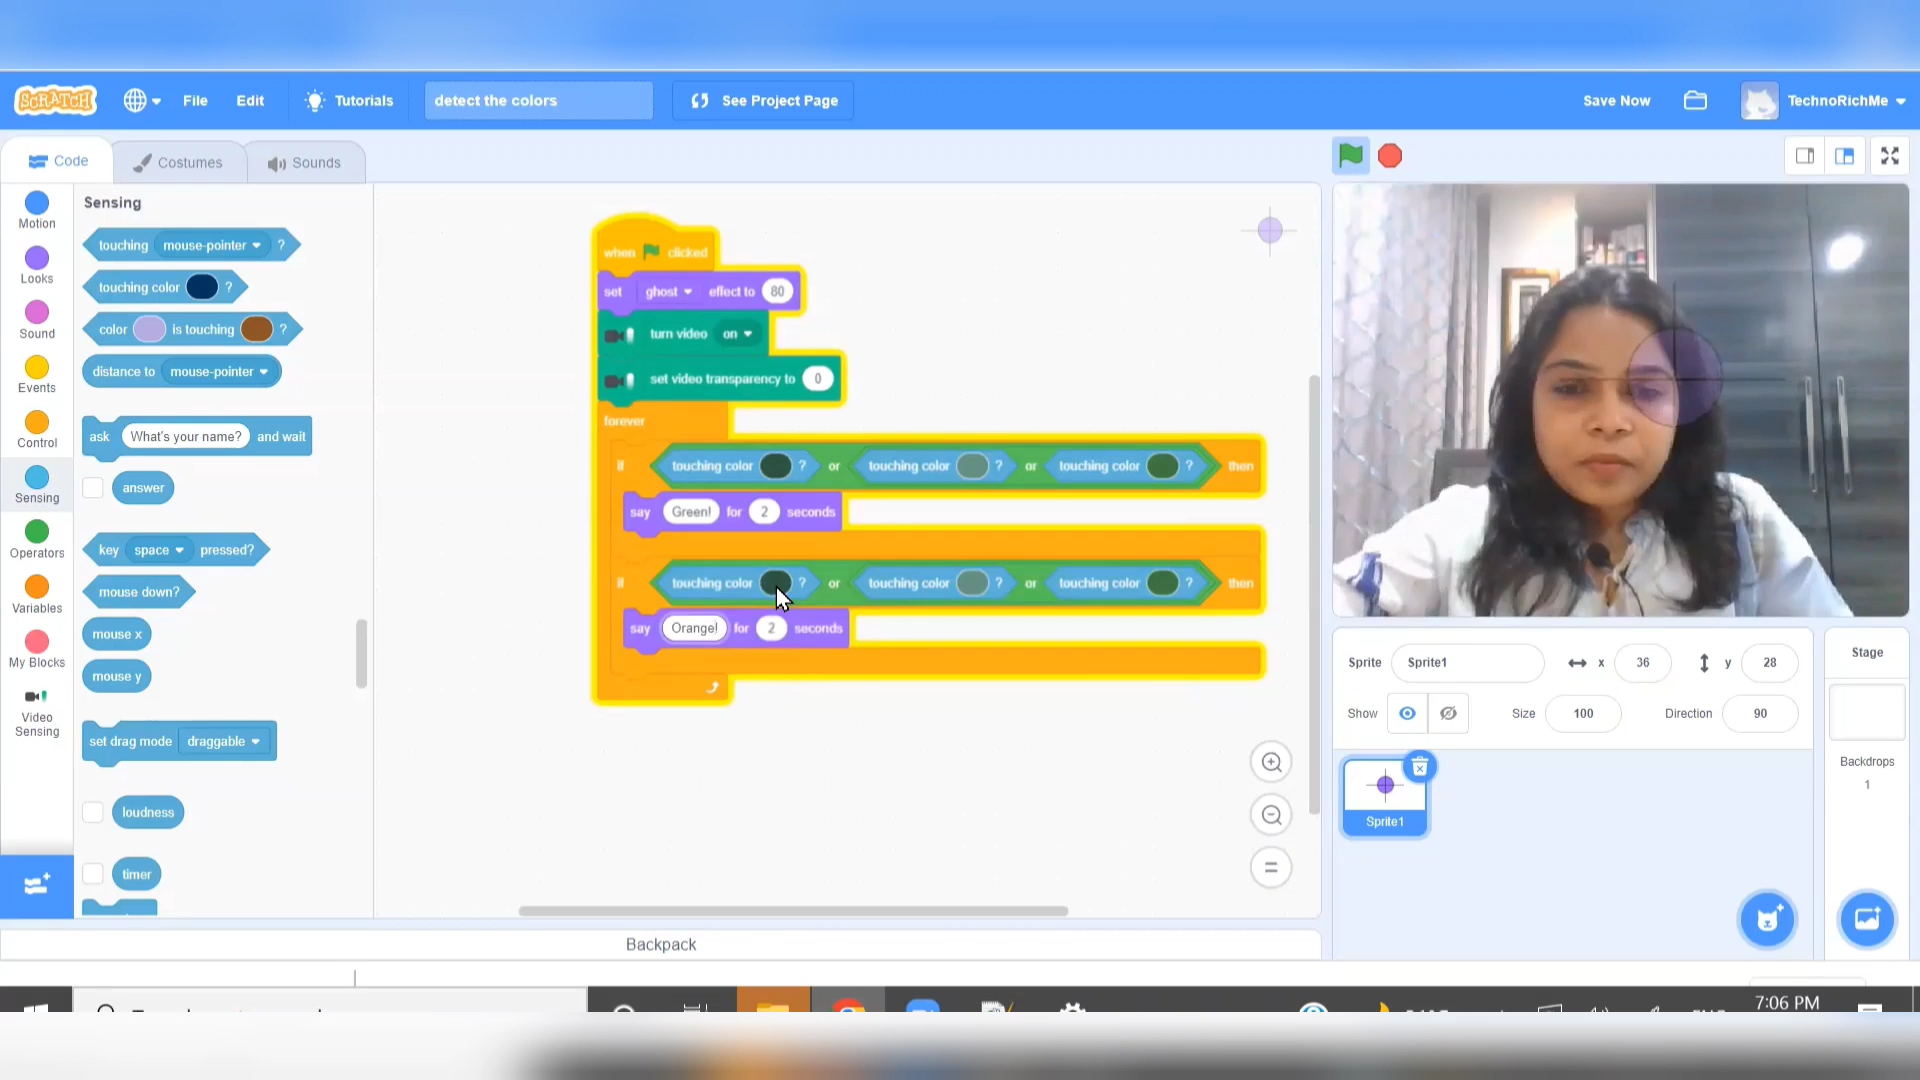 SCRATCH File Edit Tutorials detect the colors See Project Page Save Now TechnoRichMe
Code Costumes Sounds
Motion
Looks
Sound
Events
Control
Sensing
Operators
Variables
My Blocks
Video
Sensing
Sensing
touching mouse-pointer ?
touching color ?
color is touching ?
distance to mouse-pointer
ask What's your name? and wait
answer
key space pressed?
mouse down?
mouse x
mouse y
set drag mode draggable
loudness
timer
when clicked
set ghost effect to 80
turn video on
set video transparency to 0
forever
if touching color ? or touching color ? or touching color ? then
say Green! for 2 seconds
if touching color ? or touching color ? or touching color ? then
say Orange! for 2 seconds
Backpack
Sprite Sprite1 x 36 y 28
Show Size 100 Direction 90
Sprite1
Stage
Backdrops
1
7:06 PM